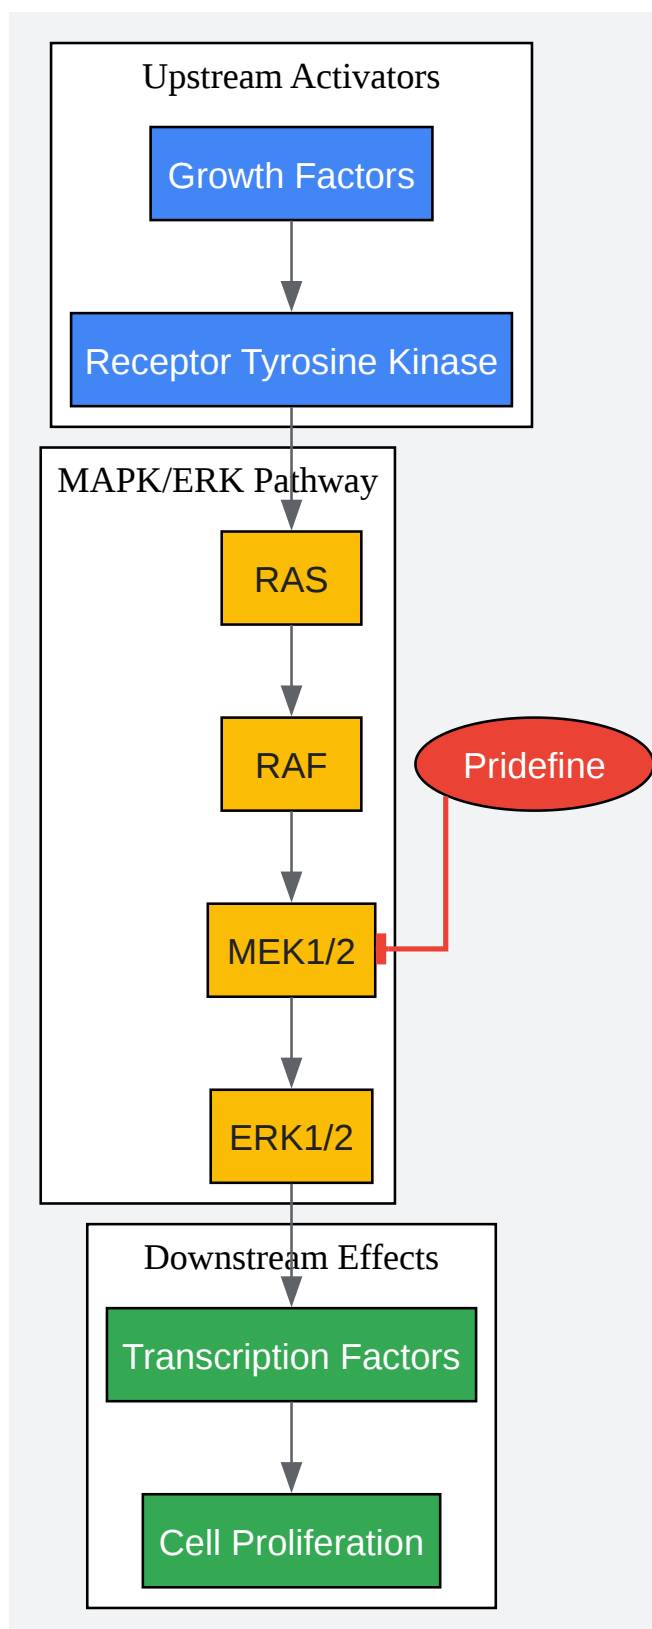 Upstream Activators
Growth Factors
Receptor Tyrosine Kinase
MAPK/ERK Pathway
RAS
RAF
Pridefine
MEK1/2
ERK1/2
Downstream Effects
Transcription Factors
Cell Proliferation